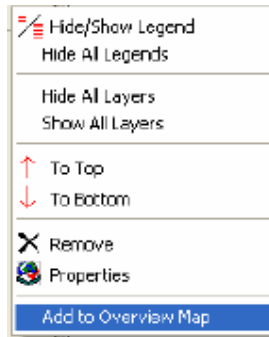 Hide/Show Legend
Hide All Legends
Hide All Layers
Show All Layers
To Top
To Bottom
Remove
Properties
Add to Overview Map